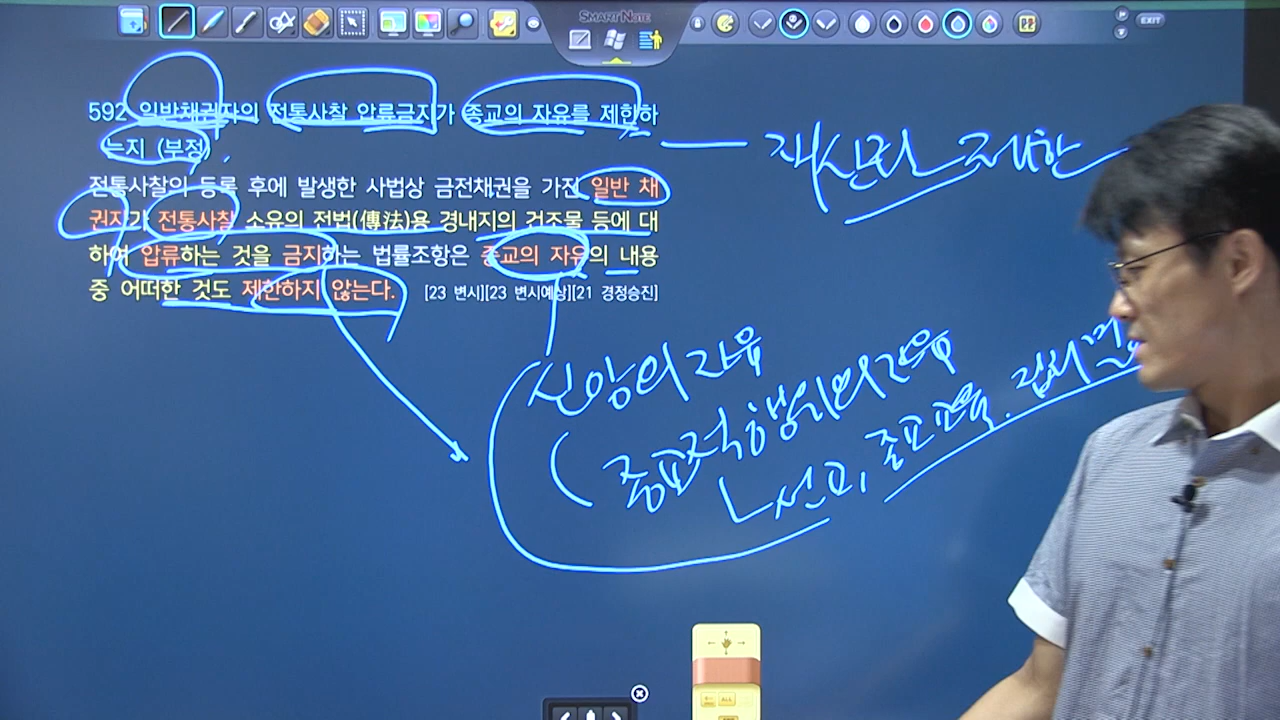 SMART NOTE
EXIT
592 일반채권자의 전통사찰 압류금지가 종교의 자유를 제한하
는지 (부정)
재산권 제한
전통사찰의 등록 후에 발생한 사법상 금전채권을 가진 일반 채
권자가 전통사찰 소유의 전법(傳法)용 경내지의 건조물 등에 대
하여 압류하는 것을 금지하는 법률조항은 종교의 자유의 내용
중 어떠한 것도 제한하지 않는다. [23 변시][23 변시예상][21 경정승진]
신앙의 자유
종교적 행위의 자유
선교, 종교교육, 집회
ALL